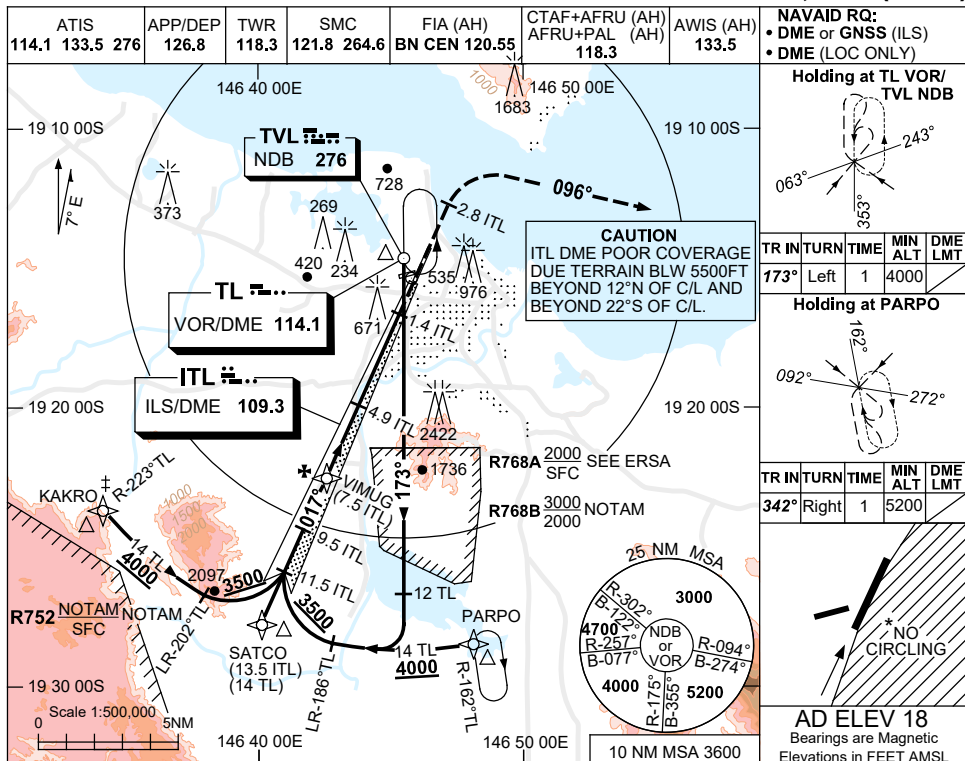 ATIS
114.1 133.5 276
APP/DEP
126.8
TWR
118.3
SMC
121.8 264.6
FIA (AH)
BN CEN 120.55
CTAF+AFRU (AH)
AFRU+PAL (AH)
118.3
AWIS (AH)
133.5
NAVAID RQ:
• DME or GNSS (ILS)
• DME (LOC ONLY)
146 40 00E
146 50 00E
1000
1683
19 10 00S
19 10 00S
7° E
TVL
NDB 276
728
373
269
234
420
096°
2.8 ITL
535
976
CAUTION
ITL DME POOR COVERAGE
DUE TERRAIN BLW 5500FT
BEYOND 12°N OF C/L AND
BEYOND 22°S OF C/L.
TL
VOR/DME 114.1
671
1.4 ITL
ITL
ILS/DME 109.3
19 20 00S
19 20 00S
4.9 ITL
2422
1736
173°
R768A 2000
SFC SEE ERSA
R768B 3000
2000 NOTAM
VIMUG
(7.5 ITL)
017°
9.5 ITL
11.5 ITL
KAKRO
‡
R-223°TL
1000
1500
2000
14 TL
4000
2097
3500
LR-202°TL
R752 NOTAM
SFC NOTAM
SATCO
(13.5 ITL)
(14 TL)
3500
LR-186°TL
12 TL
14 TL
4000
PARPO
R-162°TL
19 30 00S
0
Scale 1:500,000
5NM
146 40 00E
146 50 00E
25 NM MSA
3000
R-302°
B-122°
4700
R-257°
B-077°
NDB
or
VOR
R-094°
B-274°
4000
R-175°
B-355°
5200
10 NM MSA 3600
Holding at TL VOR/
TVL NDB
243°
063°
353°
TR IN TURN TIME MIN ALT DME LMT
173° Left 1 4000
Holding at PARPO
162°
092°
272°
TR IN TURN TIME MIN ALT DME LMT
342° Right 1 5200
*NO
CIRCLING
AD ELEV 18
Bearings are Magnetic
Elevations in FEET AMSL